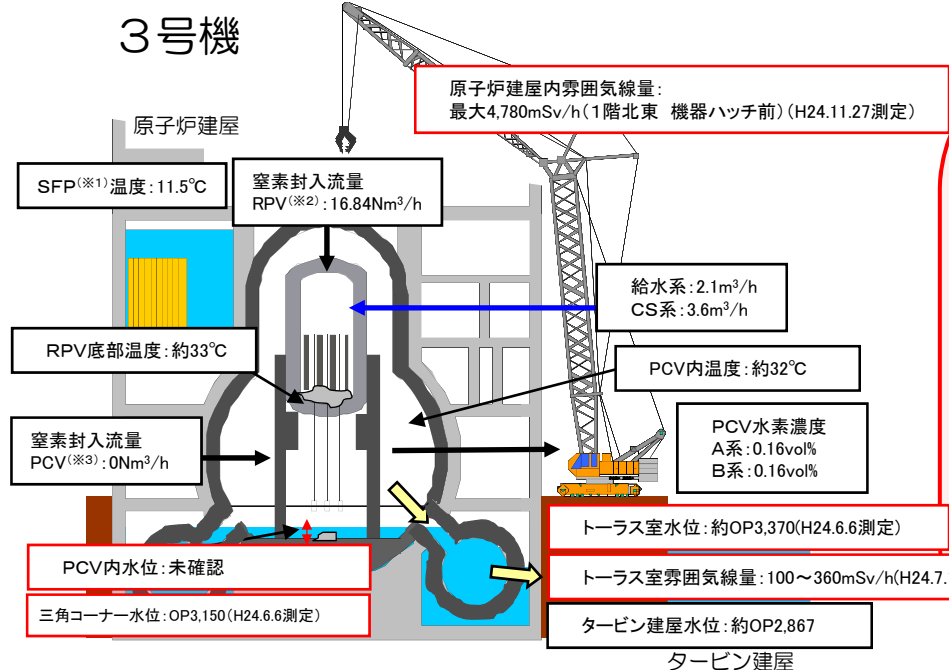 3号機
原子炉建屋内雰囲気線量:
最大4,780mSv/h(1階北東 機器ハッチ前)(H24.11.27測定)
原子炉建屋
SFP(※1)温度:11.5℃
窒素封入流量
RPV(※2):16.84Nm³/h
給水系:2.1m³/h
CS系:3.6m³/h
RPV底部温度:約33℃
PCV内温度:約32℃
窒素封入流量
PCV(※3):0Nm³/h
PCV水素濃度
A系:0.16vol%
B系:0.16vol%
トーラス室水位:約OP3,370(H24.6.6測定)
PCV内水位:未確認
トーラス室雰囲気線量:100~360mSv/h(H24.7.
三角コーナー水位:OP3,150(H24.6.6測定)
タービン建屋水位:約OP2,867
タービン建屋